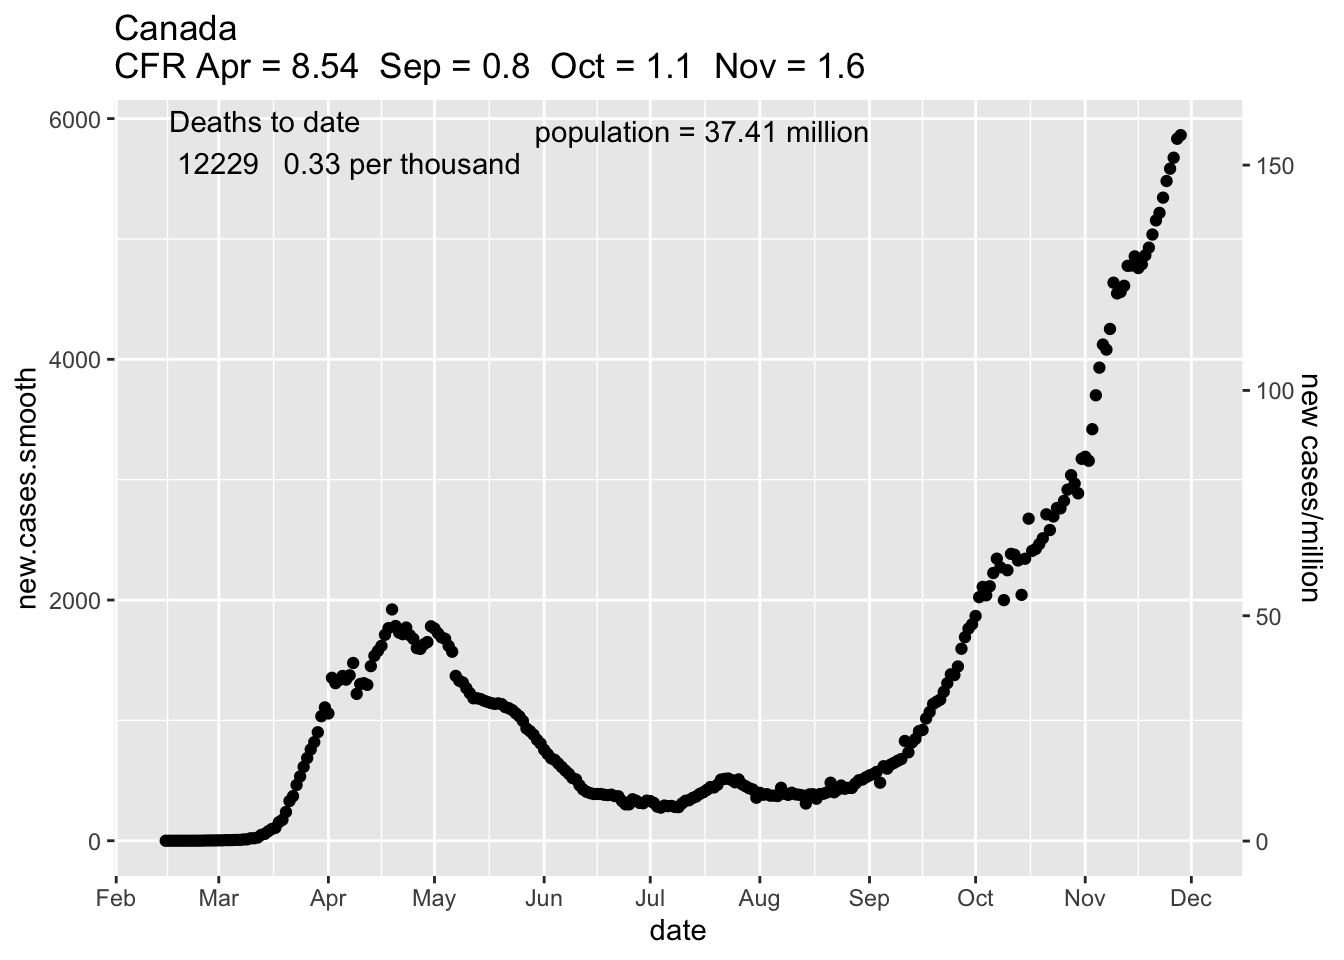 Canada
CFR Apr = 8.54  Sep = 0.8  Oct = 1.1  Nov = 1.6
Deaths to date
12229   0.33 per thousand
population = 37.41 million
new.cases.smooth
6000
4000
2000
0
150
100
50
0
new cases/million
Feb Mar Apr May Jun Jul Aug Sep Oct Nov Dec
date